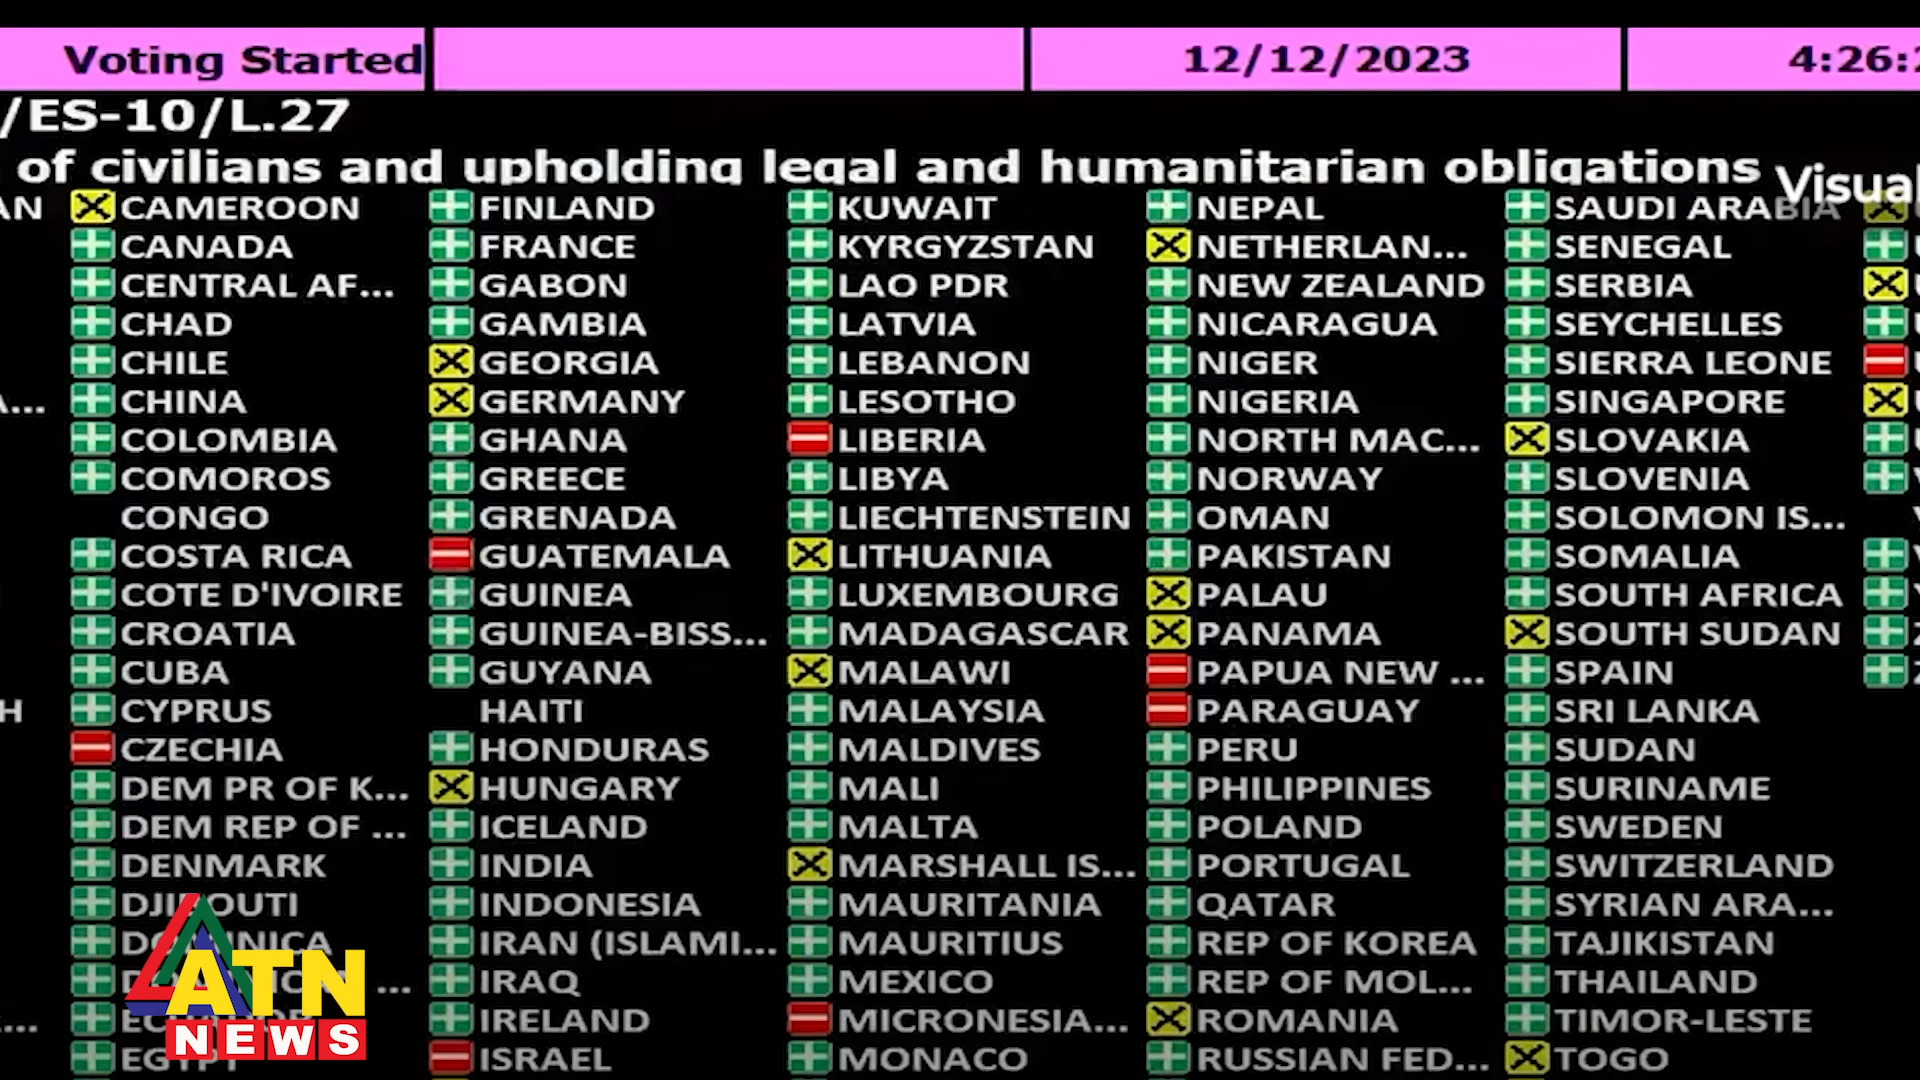 Voting Started 12/12/2023 4:26:
/ES-10/L.27
of civilians and upholding legal and humanitarian obligations
Visual
AN CAMEROON FINLAND KUWAIT NEPAL SAUDI ARABIA
CANADA FRANCE KYRGYZSTAN NETHERLAN... SENEGAL
CENTRAL AF... GABON LAO PDR NEW ZEALAND SERBIA
CHAD GAMBIA LATVIA NICARAGUA SEYCHELLES
CHILE GEORGIA LEBANON NIGER SIERRA LEONE
A... CHINA GERMANY LESOTHO NIGERIA SINGAPORE
COLOMBIA GHANA LIBERIA NORTH MAC... SLOVAKIA
COMOROS GREECE LIBYA NORWAY SLOVENIA
CONGO GRENADA LIECHTENSTEIN OMAN SOLOMON IS...
COSTA RICA GUATEMALA LITHUANIA PAKISTAN SOMALIA
COTE D'IVOIRE GUINEA LUXEMBOURG PALAU SOUTH AFRICA
CROATIA GUINEA-BISS... MADAGASCAR PANAMA SOUTH SUDAN
CUBA GUYANA MALAWI PAPUA NEW ... SPAIN
H CYPRUS HAITI MALAYSIA PARAGUAY SRI LANKA
CZECHIA HONDURAS MALDIVES PERU SUDAN
DEM PR OF K... HUNGARY MALI PHILIPPINES SURINAME
DEM REP OF ... ICELAND MALTA POLAND SWEDEN
DENMARK INDIA MARSHALL IS... PORTUGAL SWITZERLAND
DJIBOUTI INDONESIA MAURITANIA QATAR SYRIAN ARA...
DOMINICA IRAN (ISLAMI... MAURITIUS REP OF KOREA TAJIKISTAN
... IRAQ MEXICO REP OF MOL... THAILAND
... ECUADOR IRELAND MICRONESIA... ROMANIA TIMOR-LESTE
EGYPT ISRAEL MONACO RUSSIAN FED... TOGO
ATN
NEWS